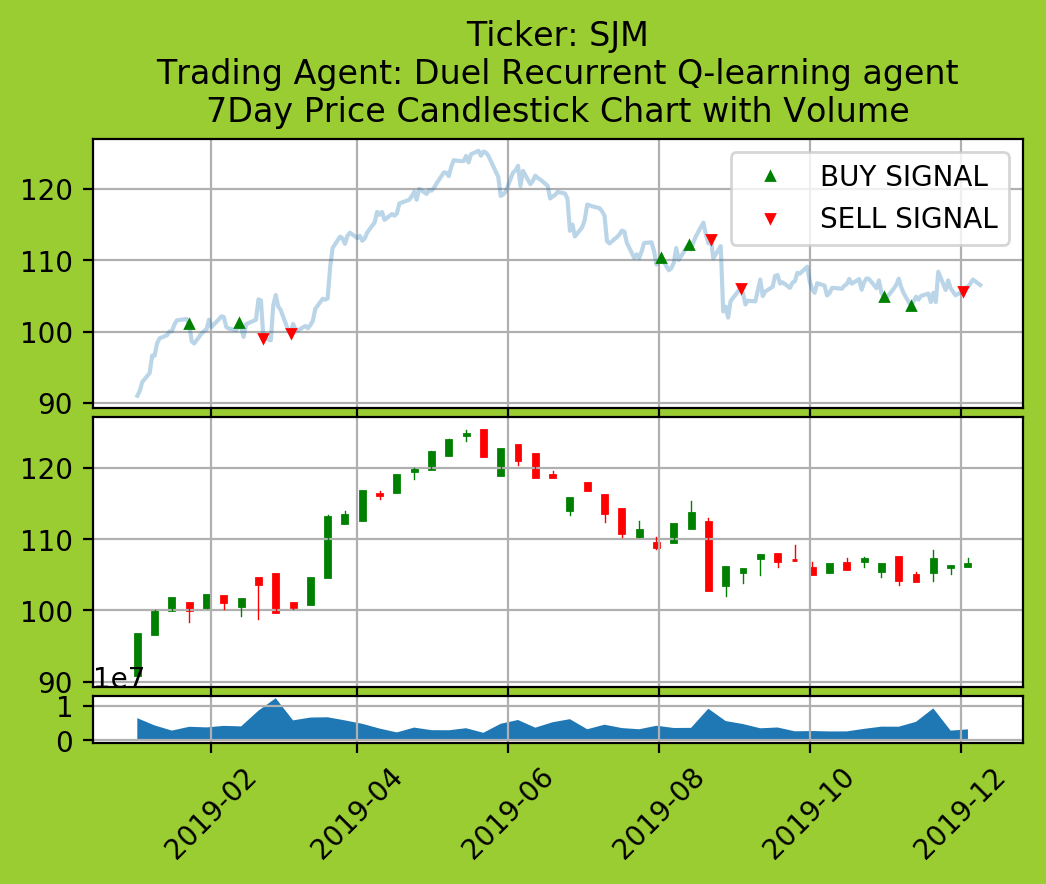 Ticker: SJM
Trading Agent: Duel Recurrent Q-learning agent
7Day Price Candlestick Chart with Volume
BUY SIGNAL
SELL SIGNAL
120
110
100
90
120
110
100
90
1e7
1
0
2019-02
2019-04
2019-06
2019-08
2019-10
2019-12